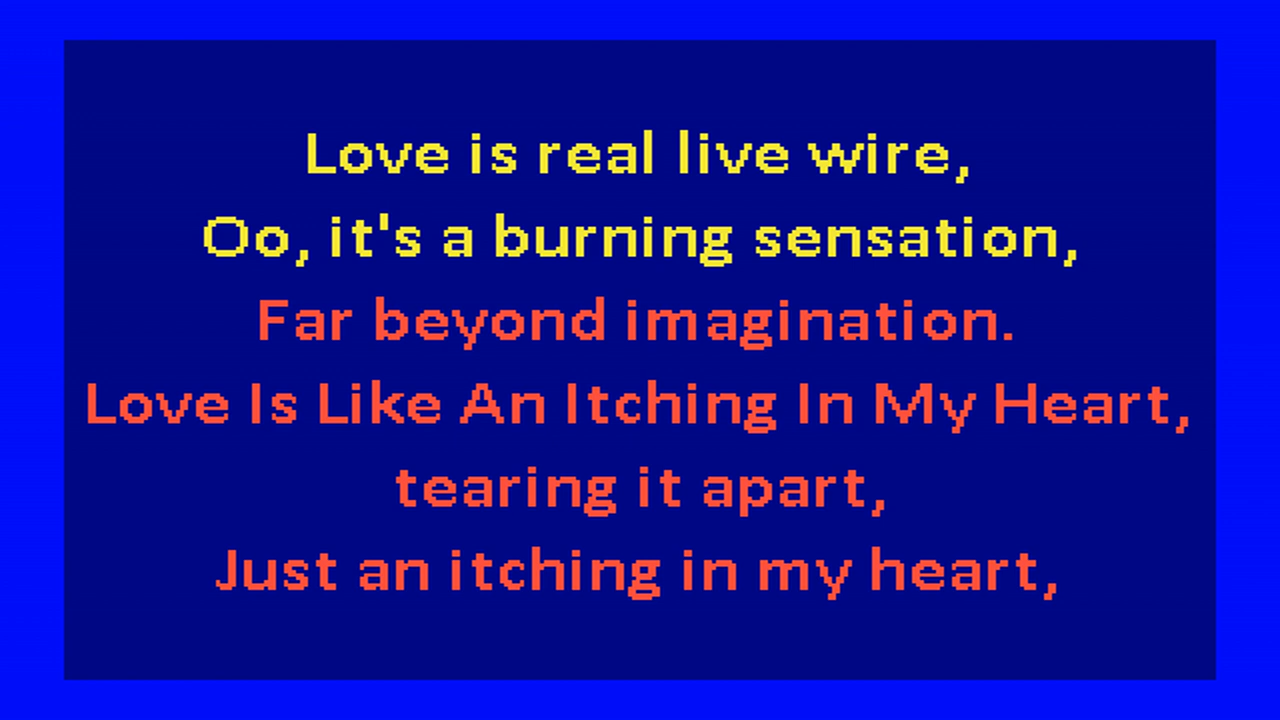 Love is real live wire,
Oo, it's a burning sensation,
Far beyond imagination.
Love Is Like An Itching In My Heart,
tearing it apart,
Just an itching in my heart,